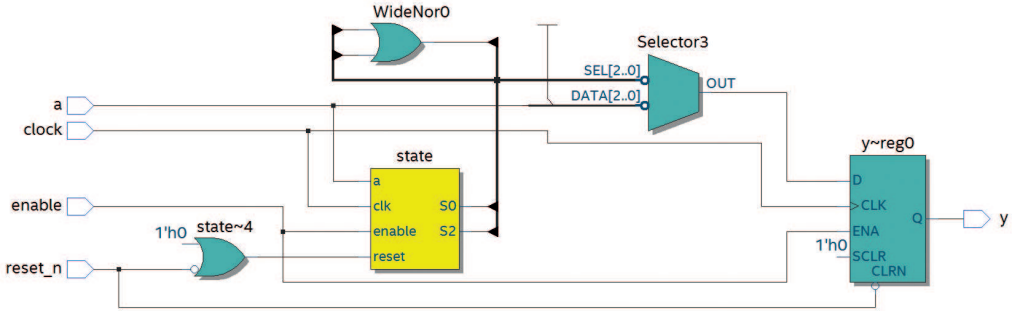 WideNor0
Selector3
SEL[2..0]
DATA[2..0]
OUT
a
clock
state
y~reg0
a
D
enable
clk
S0
>CLK
Q
y
state~4
enable
S2
ENA
1'h0
1'h0
SCLR
reset_n
reset
CLRN